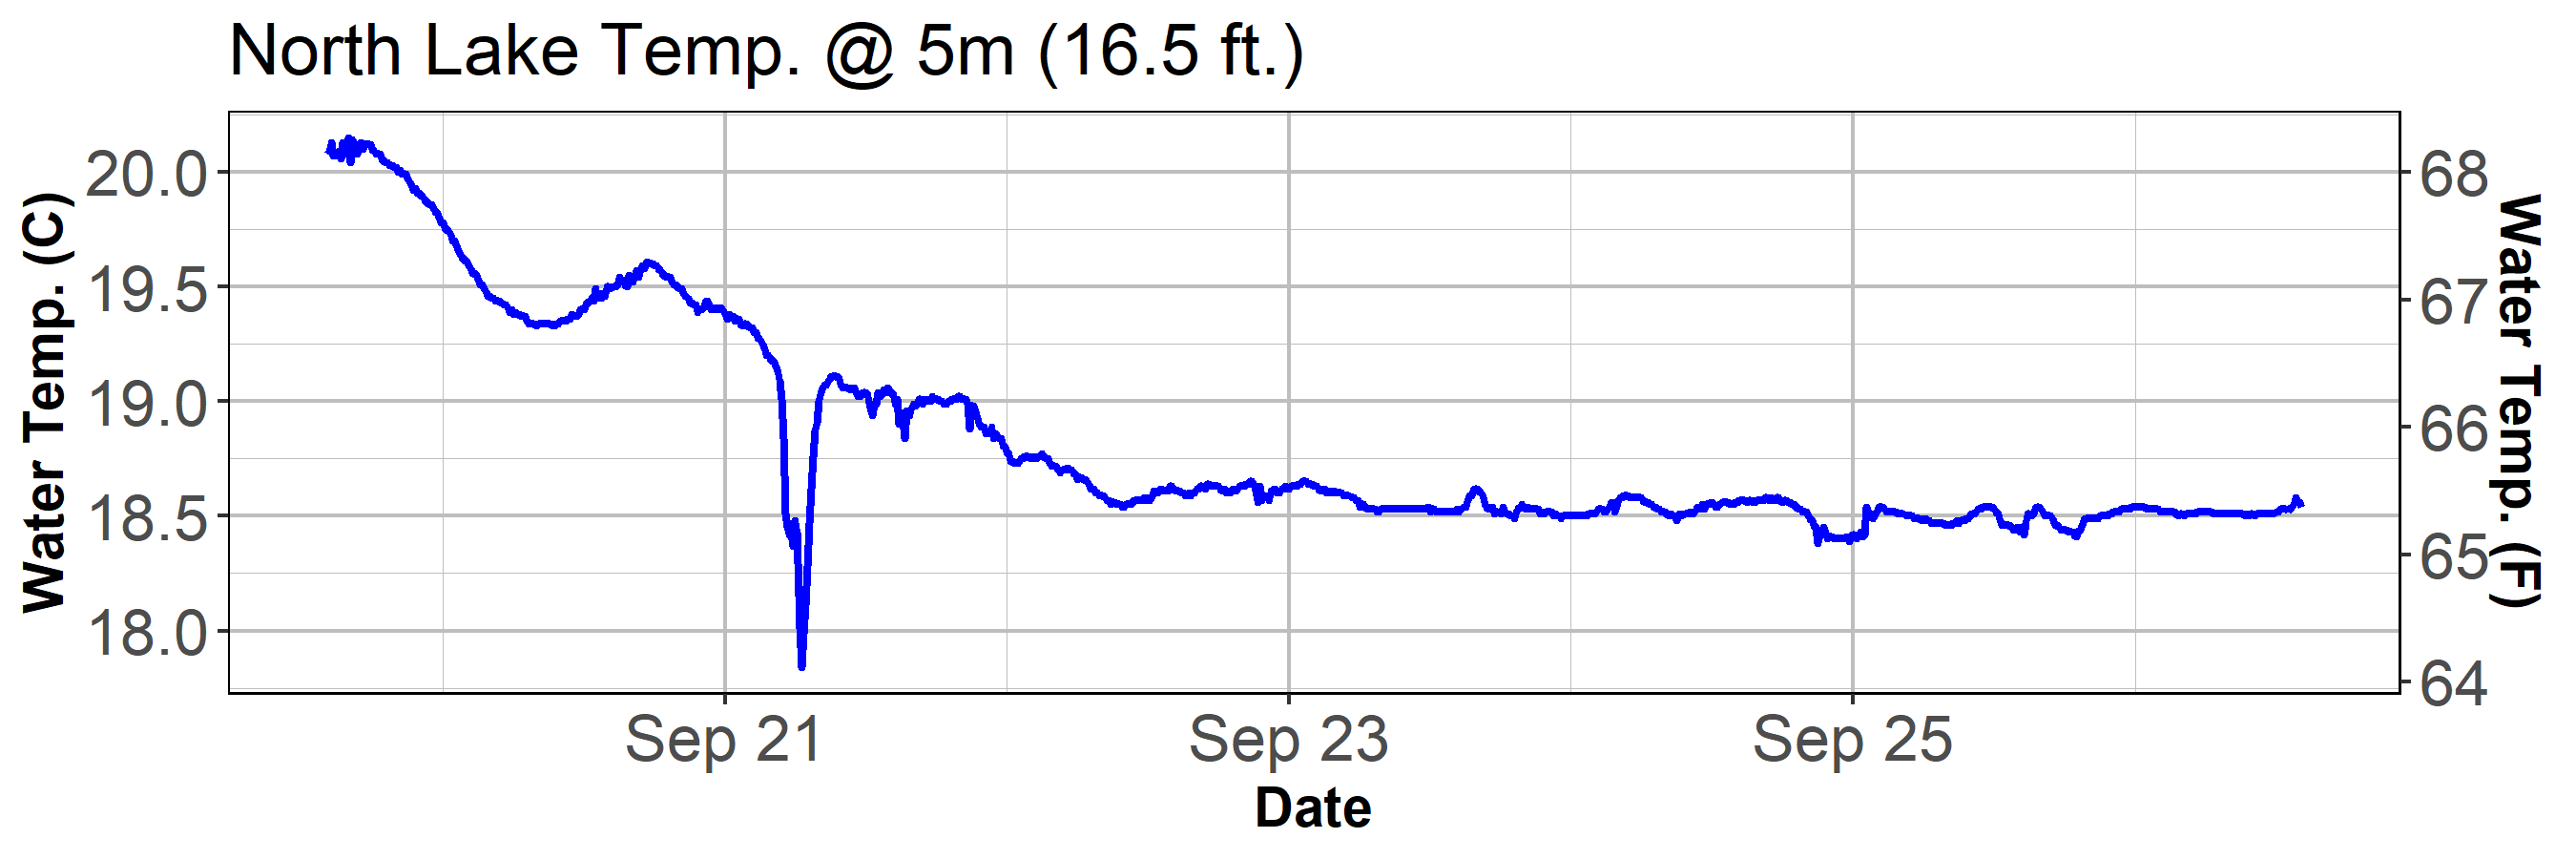 North Lake Temp. @ 5m (16.5 ft.)
Water Temp. (C)
20.0
19.5
19.0
18.5
18.0
68
67
66
65
64
Water Temp. (F)
Sep 21
Sep 23
Sep 25
Date